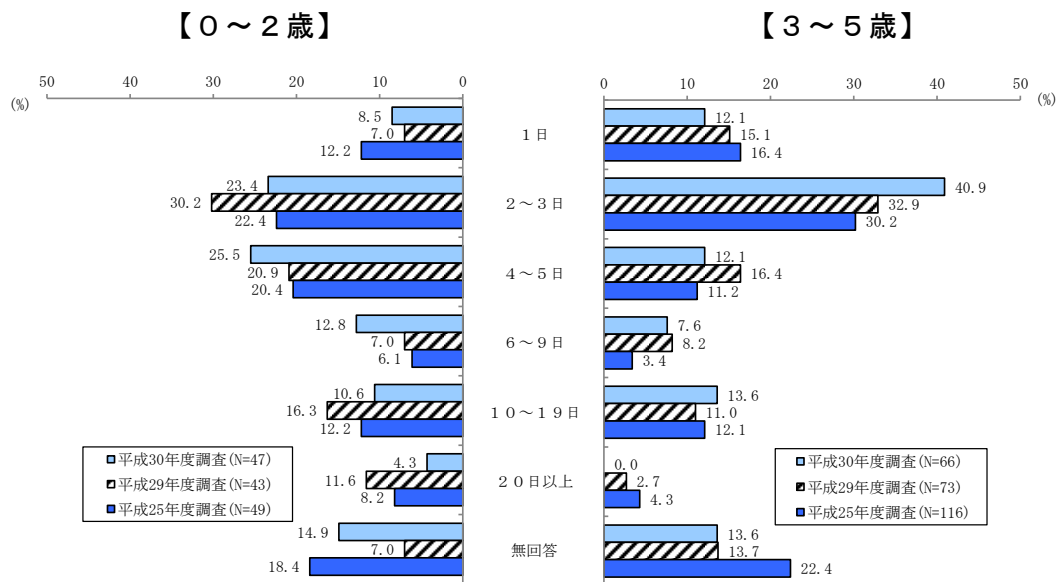 【０～２歳】
【３～５歳】
50 40 30 20 10 0
(%)
0 10 20 30 40 50
(%)
8.5 12.1
7.0 １日 15.1
12.2 16.4
23.4 40.9
30.2 ２～３日 32.9
22.4 30.2
25.5 12.1
20.9 ４～５日 16.4
20.4 11.2
12.8 7.6
7.0 ６～９日 8.2
6.1 3.4
10.6 13.6
16.3 １０～１９日 11.0
12.2 12.1
4.3 0.0
11.6 ２０日以上 2.7
8.2 4.3
14.9 13.6
7.0 無回答 13.7
18.4 22.4
平成30年度調査(N=47)
平成29年度調査(N=43)
平成25年度調査(N=49)
平成30年度調査(N=66)
平成29年度調査(N=73)
平成25年度調査(N=116)